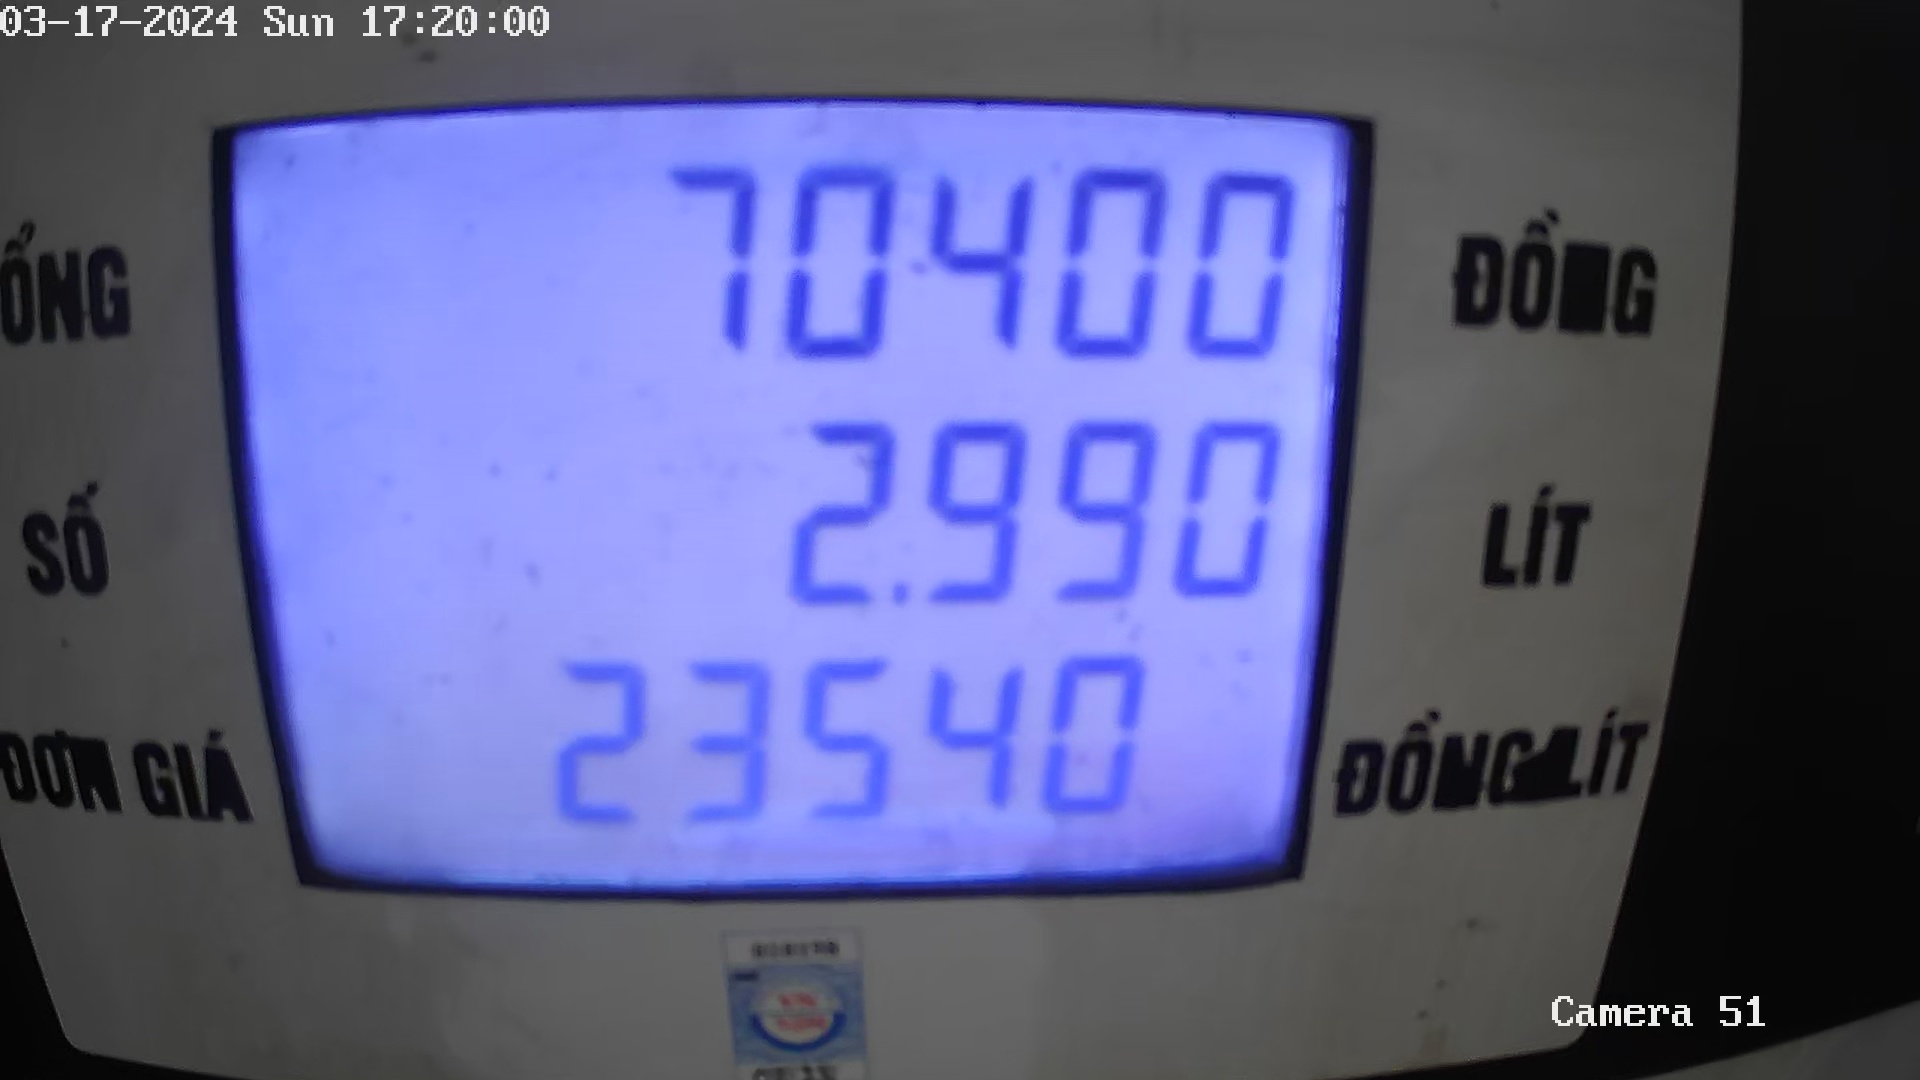 03-17-2024 Sun 17:20:00
70400 ĐỒNG
SỐ 2.990 LÍT
ĐƠN GIÁ 23540 ĐỒNG/LÍT
Camera 51